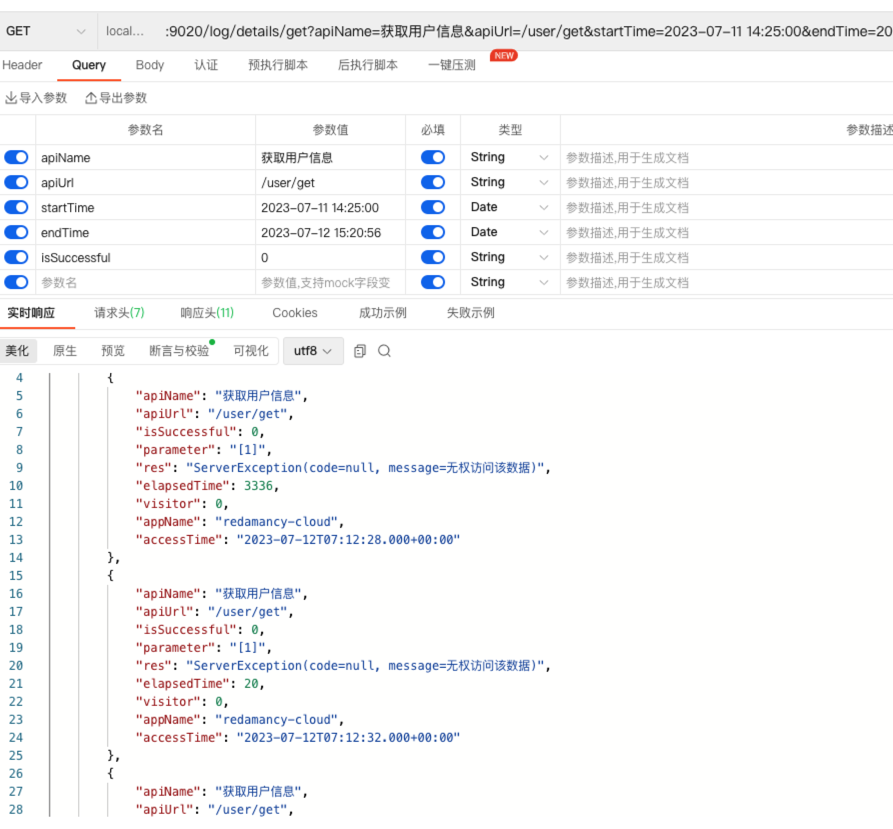 GET local... :9020/log/details/get?apiName=获取用户信息&apiUrl=/user/get&startTime=2023-07-11 14:25:00&endTime=20
Header Query Body 认证 预执行脚本 后执行脚本 一键压测 NEW
导入参数 导出参数
参数名 参数值 必填 类型 参数描述
apiName 获取用户信息 String 参数描述,用于生成文档
apiUrl /user/get String 参数描述,用于生成文档
startTime 2023-07-11 14:25:00 Date 参数描述,用于生成文档
endTime 2023-07-12 15:20:56 Date 参数描述,用于生成文档
isSuccessful 0 String 参数描述,用于生成文档
参数名 参数值,支持mock字段变 String 参数描述,用于生成文档
实时响应 请求头(7) 响应头(11) Cookies 成功示例 失败示例
美化 原生 预览 断言与校验 可视化 utf8
4 {
5 "apiName": "获取用户信息",
6 "apiUrl": "/user/get",
7 "isSuccessful": 0,
8 "parameter": "[1]",
9 "res": "ServerException(code=null, message=无权访问该数据)",
10 "elapsedTime": 3336,
11 "visitor": 0,
12 "appName": "redamancy-cloud",
13 "accessTime": "2023-07-12T07:12:28.000+00:00"
14 },
15 {
16 "apiName": "获取用户信息",
17 "apiUrl": "/user/get",
18 "isSuccessful": 0,
19 "parameter": "[1]",
20 "res": "ServerException(code=null, message=无权访问该数据)",
21 "elapsedTime": 20,
22 "visitor": 0,
23 "appName": "redamancy-cloud",
24 "accessTime": "2023-07-12T07:12:32.000+00:00"
25 },
26 {
27 "apiName": "获取用户信息",
28 "apiUrl": "/user/get",